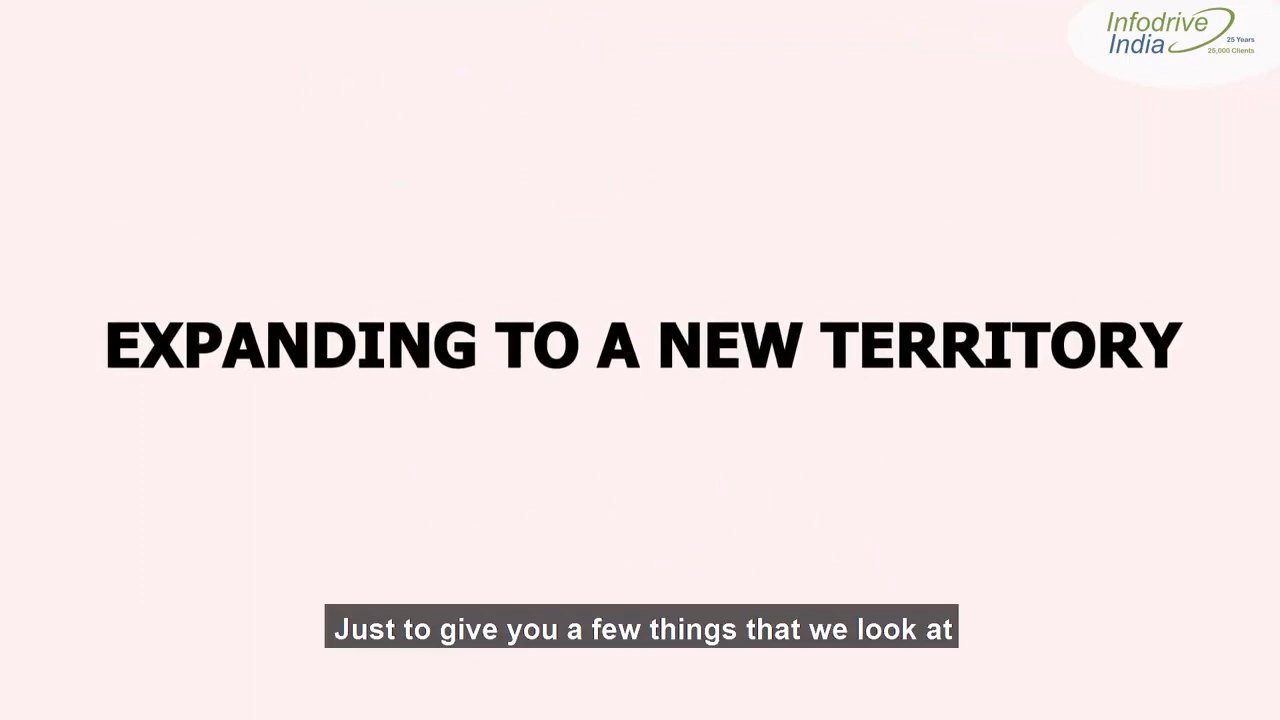 Infodrive
India
25 Years
25,000 Clients
EXPANDING TO A NEW TERRITORY
Just to give you a few things that we look at